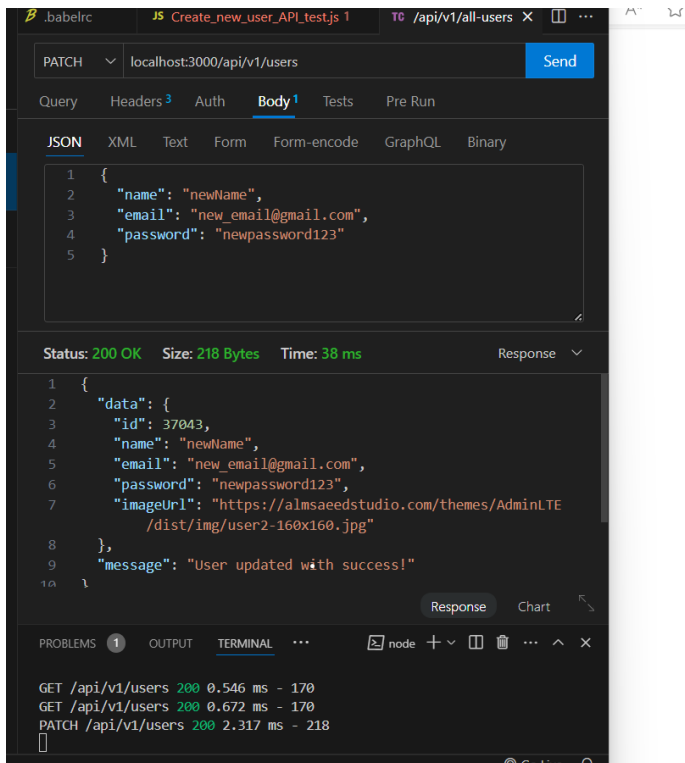 .babelrc JS Create_new_user_API_test.js 1 TC /api/v1/all-users
PATCH localhost:3000/api/v1/users Send
Query Headers 3 Auth Body 1 Tests Pre Run
JSON XML Text Form Form-encode GraphQL Binary
1 {
2 "name": "newName",
3 "email": "new_email@gmail.com",
4 "password": "newpassword123"
5 }
Status: 200 OK Size: 218 Bytes Time: 38 ms Response
1 {
2 "data": {
3 "id": 37043,
4 "name": "newName",
5 "email": "new_email@gmail.com",
6 "password": "newpassword123",
7 "imageUrl": "https://almsaeedstudio.com/themes/AdminLTE
/dist/img/user2-160x160.jpg"
8 },
9 "message": "User updated with success!"
10 }
Response Chart
PROBLEMS 1 OUTPUT TERMINAL ... node
GET /api/v1/users 200 0.546 ms - 170
GET /api/v1/users 200 0.672 ms - 170
PATCH /api/v1/users 200 2.317 ms - 218